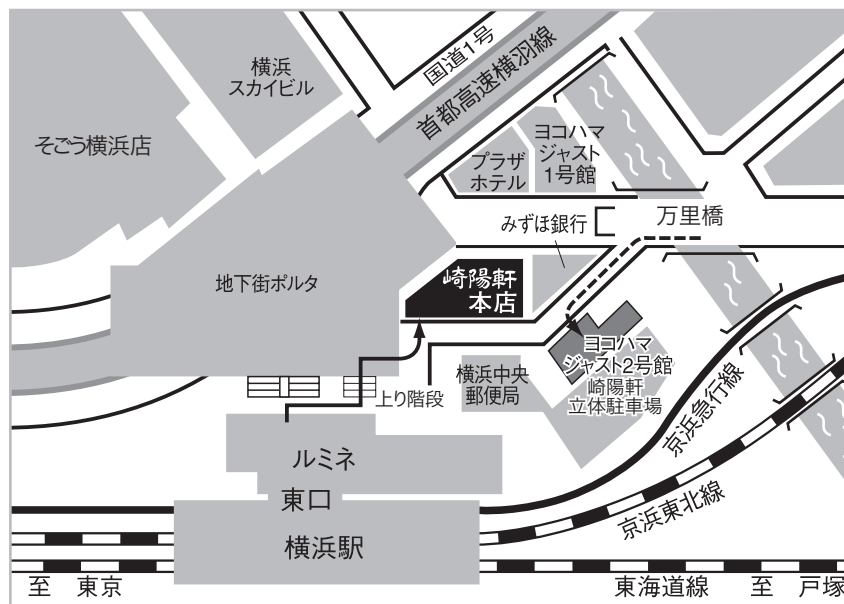 国道1号
首都高速横羽線
横浜
スカイビル
そごう横浜店
ヨコハマ
ジャスト
1号館
プラザ
ホテル
みずほ銀行
万里橋
地下街ポルタ
崎陽軒
本店
ヨコハマ
ジャスト2号館
崎陽軒
立体駐車場
横浜中央
郵便局
上り階段
京浜急行線
ルミネ
東口
横浜駅
京浜東北線
至 東京
東海道線 至 戸塚